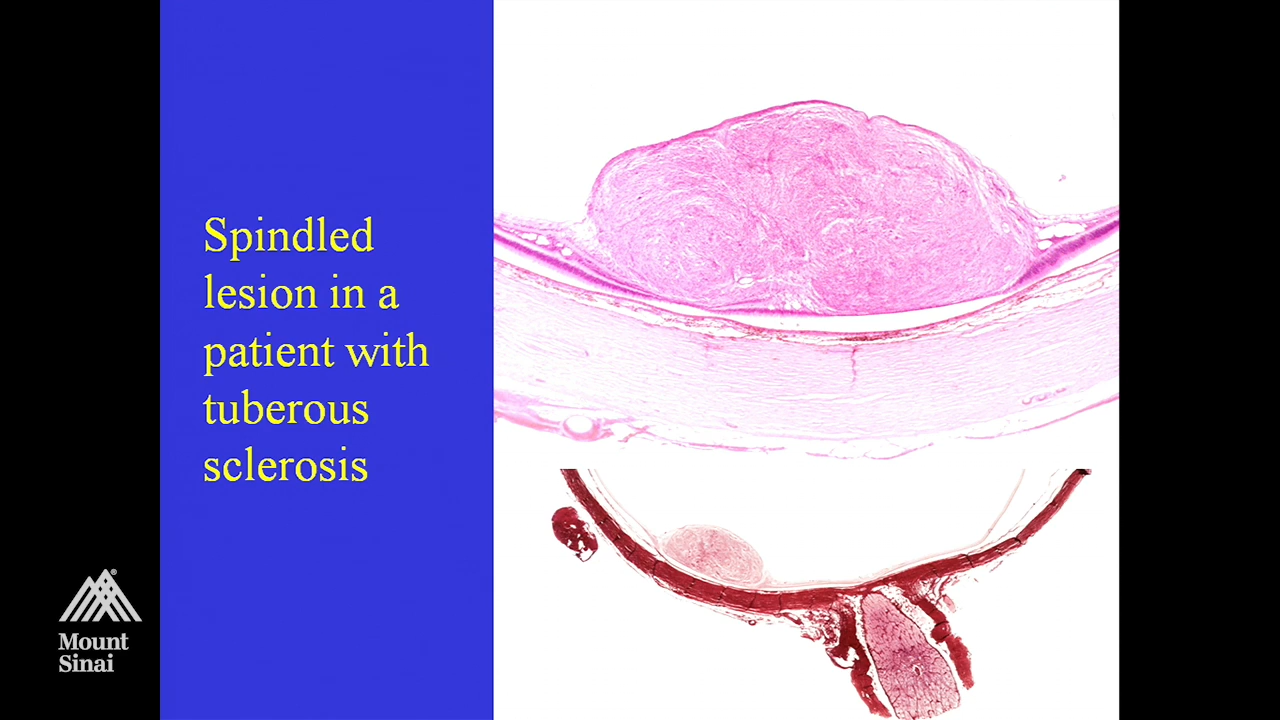 Spindled
lesion in a
patient with
tuberous
sclerosis
®
Mount
Sinai